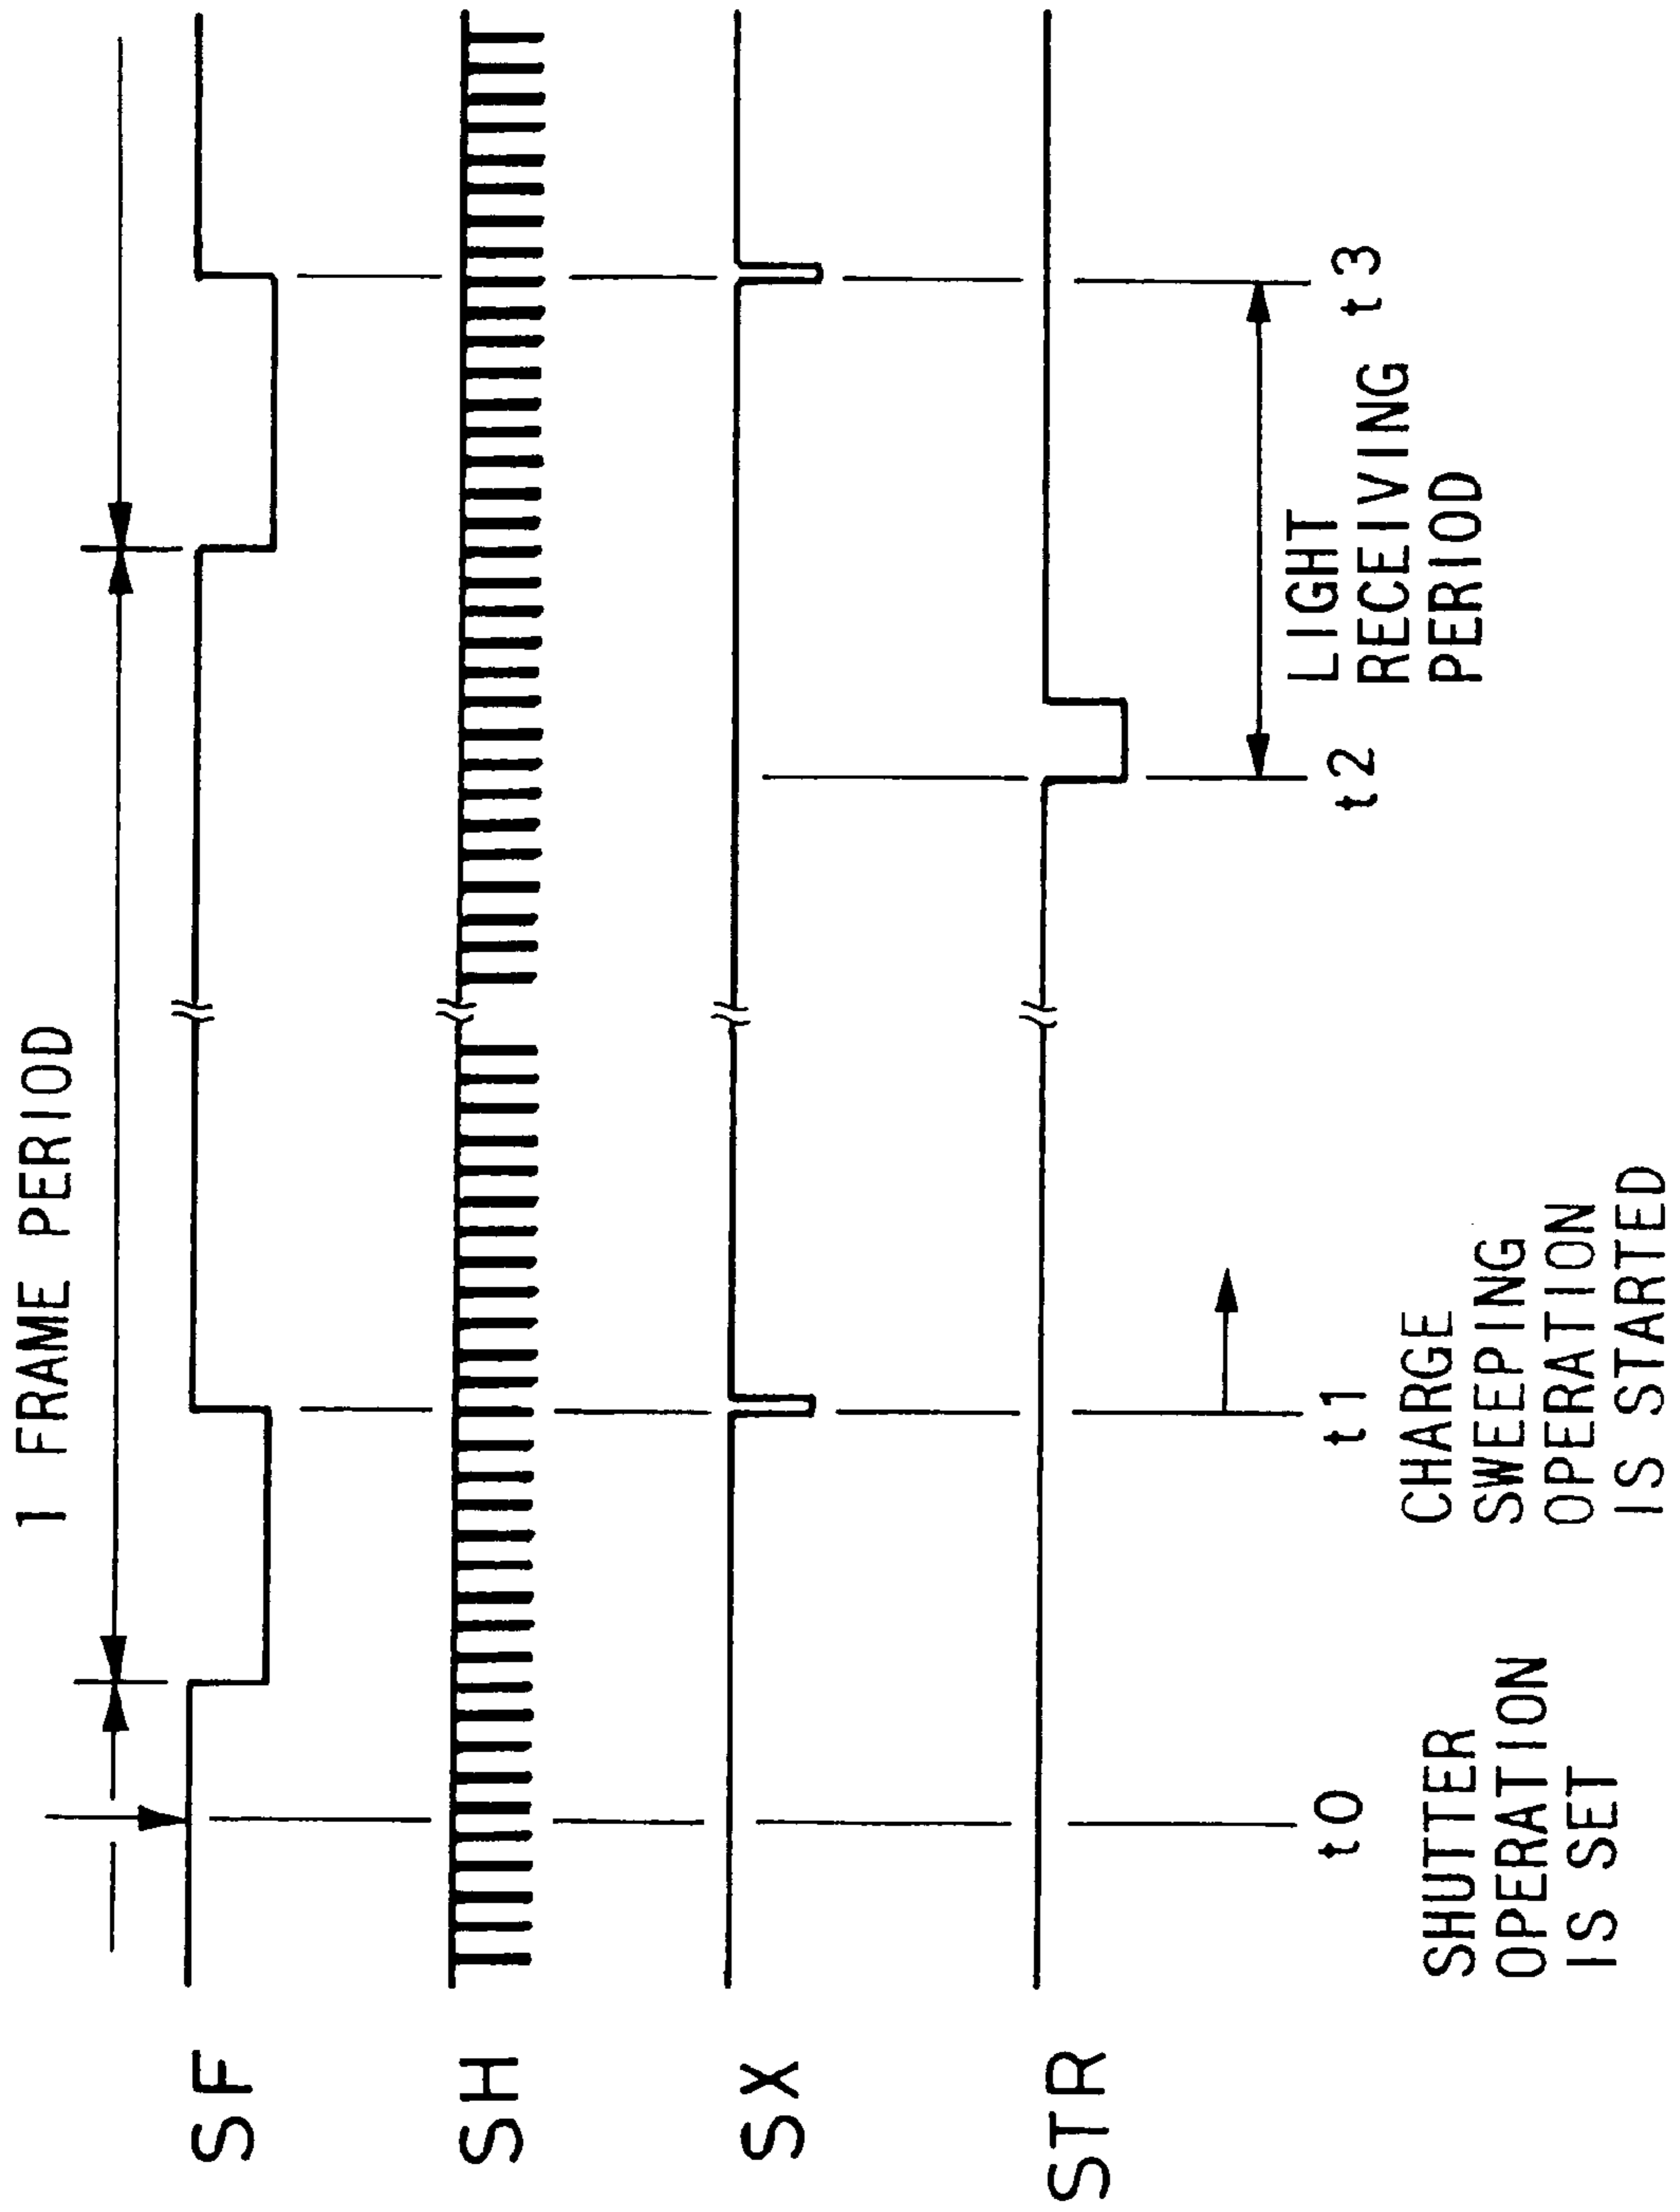 1 FRAME PERIOD
SF
SH
SX
STR
t0
t1
t2
t3
SHUTTER
OPERATION
IS SET
CHARGE
SWEEPING
OPERATION
IS STARTED
LIGHT
RECEIVING
PERIOD